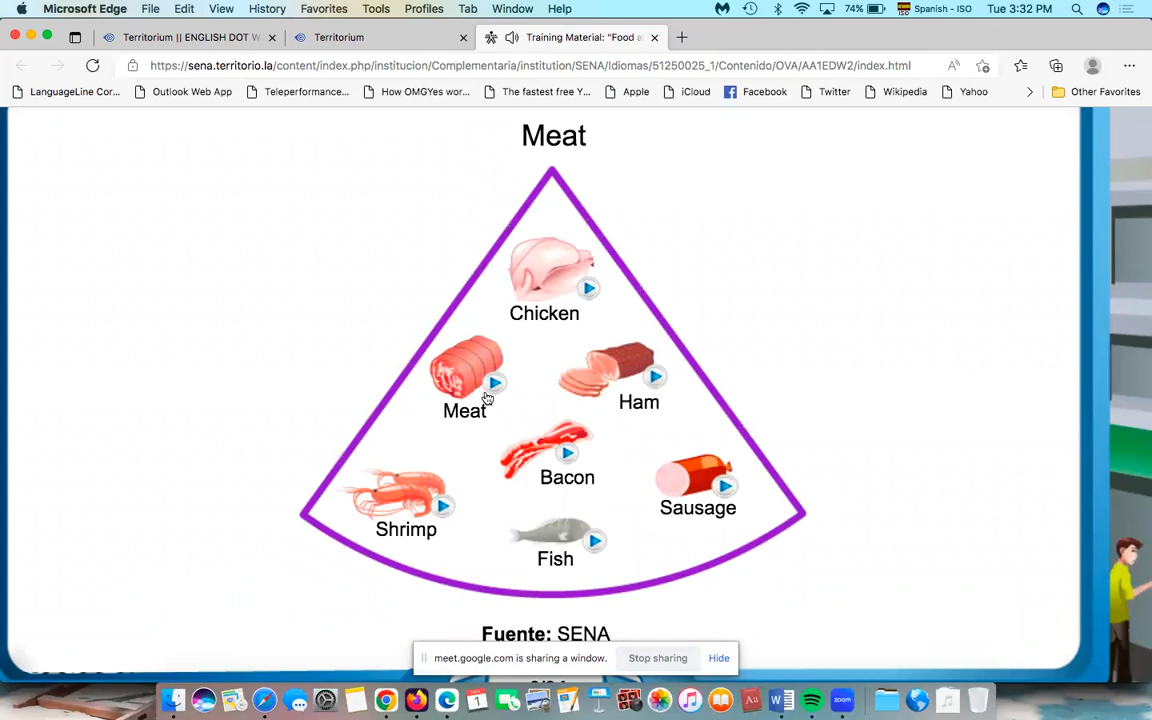 Microsoft Edge File Edit View History Favorites Tools Profiles Tab Window Help 74% Spanish - ISO Tue 3:32 PM
Territorium || ENGLISH DOT W Territorium Training Material: "Food a
https://sena.territorio.la/content/index.php/institucion/Complementaria/institution/SENA/Idiomas/51250025_1/Contenido/OVA/AA1EDW2/index.html
LanguageLine Cor... Outlook Web App Teleperformance... How OMGYes wor... The fastest free Y... Apple iCloud Facebook Twitter Wikipedia Yahoo Other Favorites
Meat
Chicken
Meat
Ham
Bacon
Sausage
Shrimp
Fish
Fuente: SENA
meet.google.com is sharing a window. Stop sharing Hide